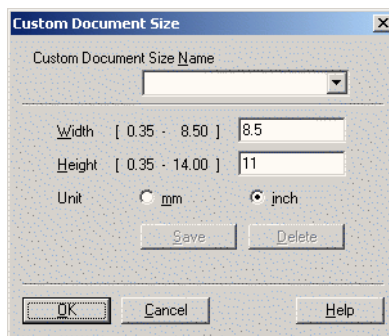 Custom Document Size
Custom Document Size Name
Width [ 0.35 - 8.50 ] 8.5
Height [ 0.35 - 14.00 ] 11
Unit mm inch
Save Delete
OK Cancel Help